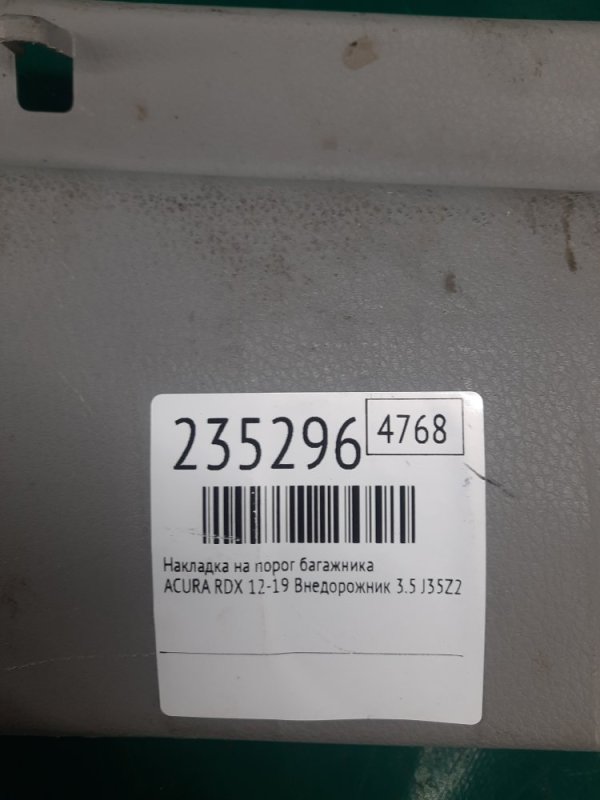 235296
4768
Накладка на порог багажника
ACURA RDX 12-19 Внедорожник 3.5 J35Z2